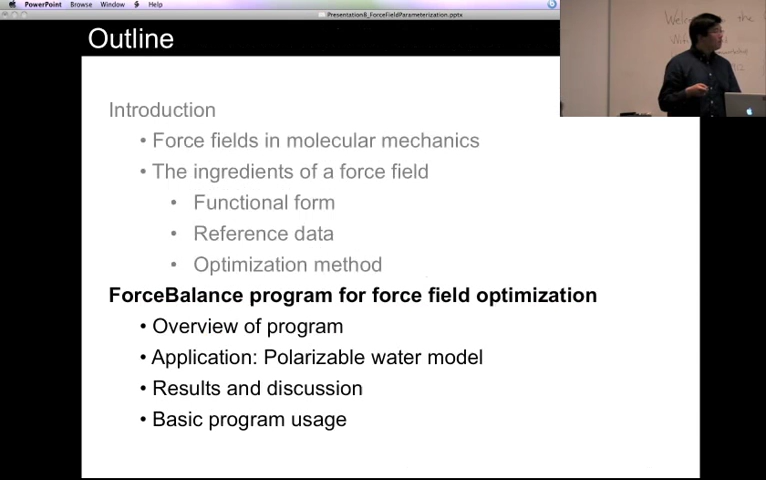 PowerPoint Browse Window Help
Presentation8_ForceFieldParameterization.pptx
Outline
Introduction
• Force fields in molecular mechanics
• The ingredients of a force field
• Functional form
• Reference data
• Optimization method
ForceBalance program for force field optimization
• Overview of program
• Application: Polarizable water model
• Results and discussion
• Basic program usage
Welcome the